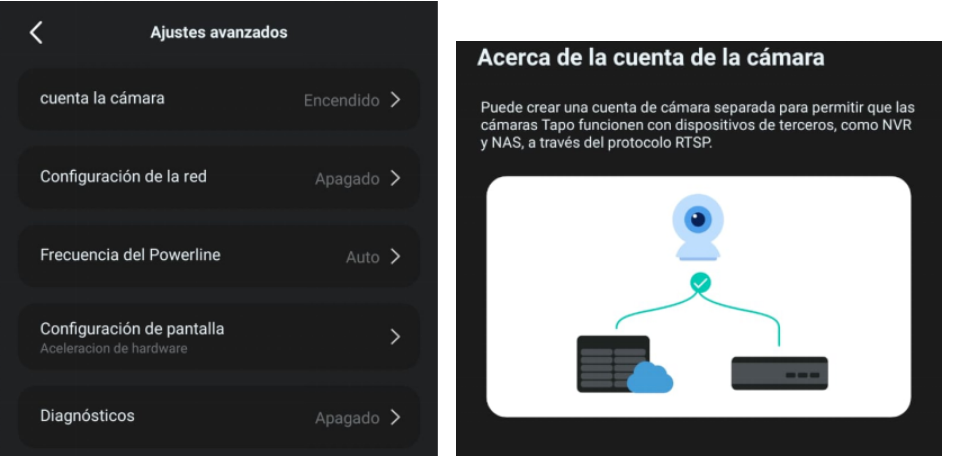 Ajustes avanzados
cuenta la cámara
Encendido
Configuración de la red
Apagado
Frecuencia del Powerline
Auto
Configuración de pantalla
Aceleracion de hardware
Diagnósticos
Apagado
Acerca de la cuenta de la cámara
Puede crear una cuenta de cámara separada para permitir que las
cámaras Tapo funcionen con dispositivos de terceros, como NVR
y NAS, a través del protocolo RTSP.